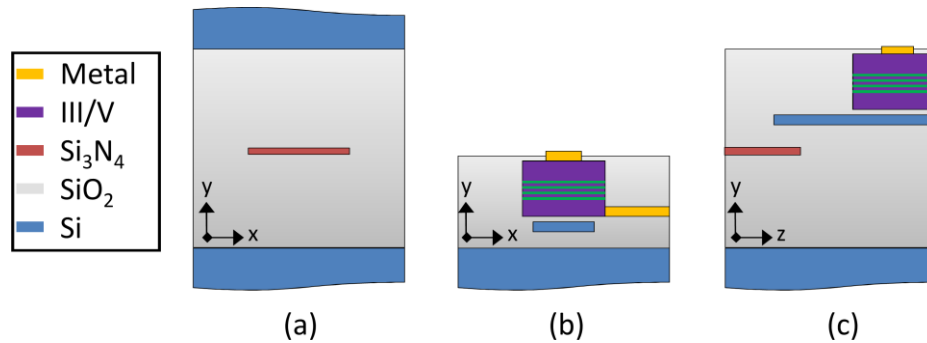 Metal
III/V
Si₃N₄
SiO₂
Si
y
x
y
x
y
z
(a)
(b)
(c)